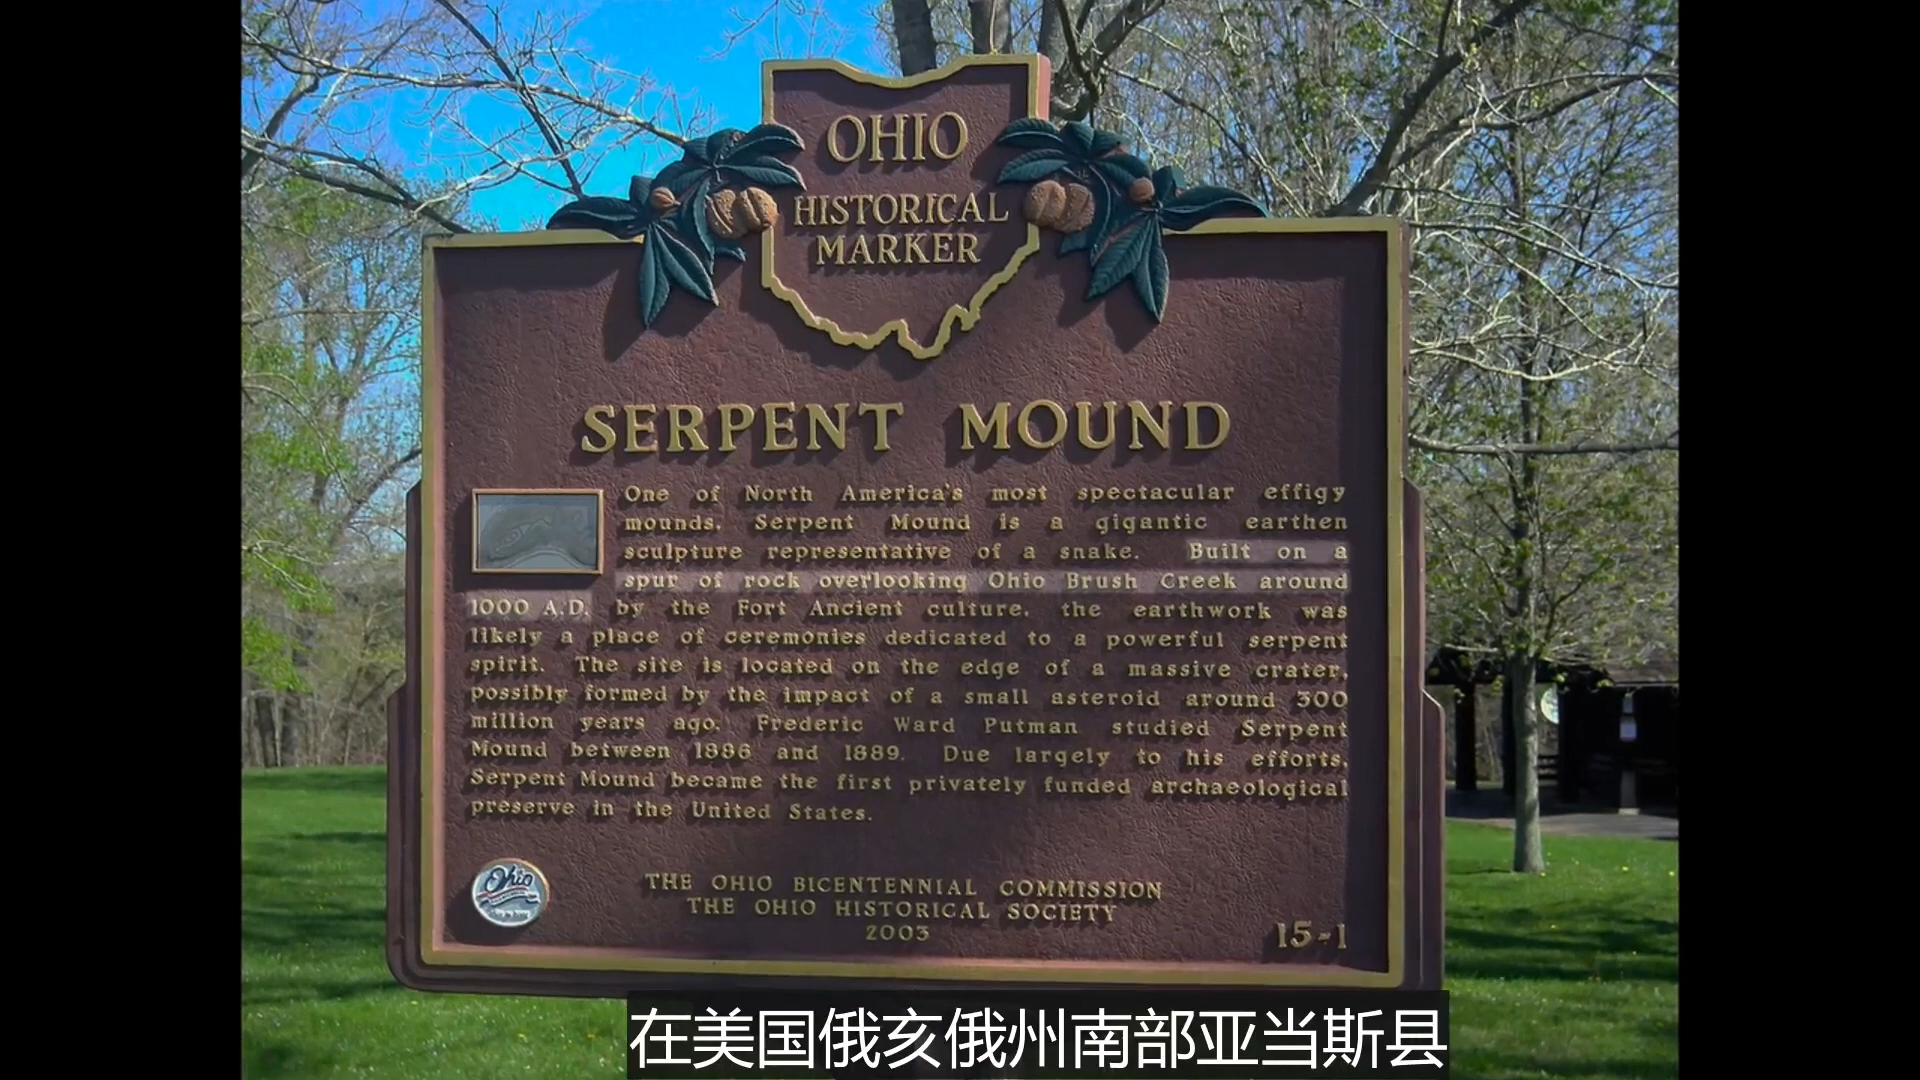 OHIO
HISTORICAL
MARKER
SERPENT MOUND
One of North America's most spectacular effigy
mounds, Serpent Mound is a gigantic earthen
sculpture representative of a snake. Built on a
spur of rock overlooking Ohio Brush Creek around
1000 A.D. by the Fort Ancient culture, the earthwork was
likely a place of ceremonies dedicated to a powerful serpent
spirit. The site is located on the edge of a massive crater,
possibly formed by the impact of a small asteroid around 300
million years ago. Frederic Ward Putman studied Serpent
Mound between 1886 and 1889. Due largely to his efforts,
Serpent Mound became the first privately funded archaeological
preserve in the United States.
Ohio
THE OHIO BICENTENNIAL COMMISSION
THE OHIO HISTORICAL SOCIETY
2003
15-1
在美国俄亥俄州南部亚当斯县